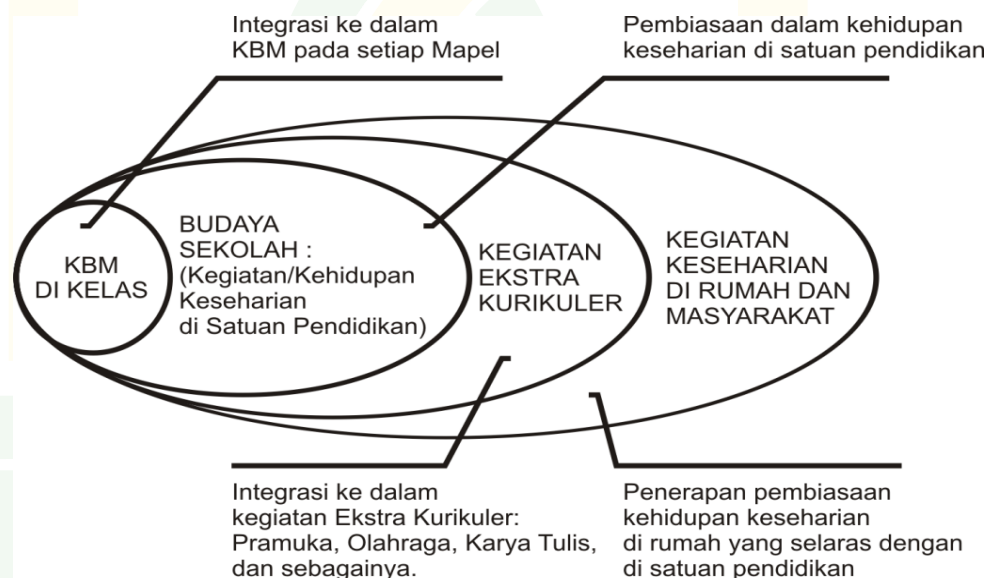 Integrasi ke dalam
KBM pada setiap Mapel
Pembiasaan dalam kehidupan
keseharian di satuan pendidikan
KBM
DI KELAS
BUDAYA
SEKOLAH :
(Kegiatan/Kehidupan
Keseharian
di Satuan Pendidikan)
KEGIATAN
EKSTRA
KURIKULER
KEGIATAN
KESEHARIAN
DI RUMAH DAN
MASYARAKAT
Integrasi ke dalam
kegiatan Ekstra Kurikuler:
Pramuka, Olahraga, Karya Tulis,
dan sebagainya.
Penerapan pembiasaan
kehidupan keseharian
di rumah yang selaras dengan
di satuan pendidikan